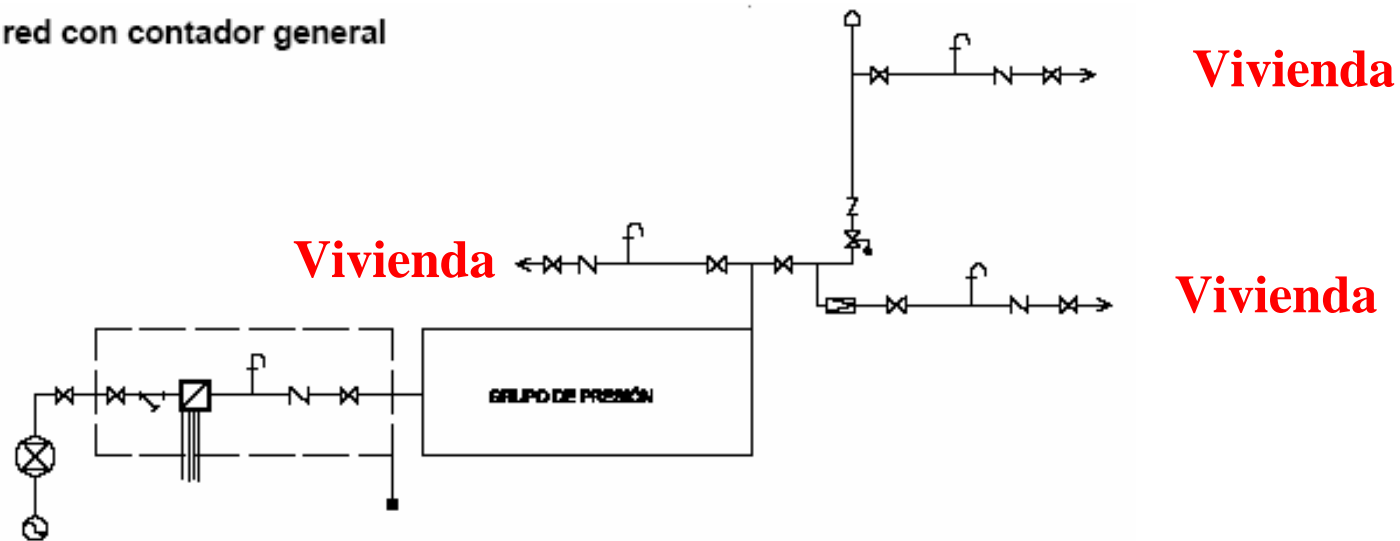 red con contador general
Vivienda
Vivienda
Vivienda
GRUPO DE PRESIÓN